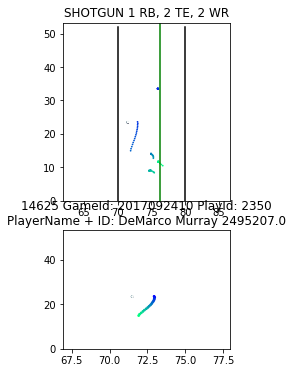 SHOTGUN 1 RB, 2 TE, 2 WR
50
40
30
20
10
0
65 70 75 80 85
14625 GameId: 2017092410 PlayId: 2350
PlayerName + ID: DeMarco Murray 2495207.0
40
20
0
67.5 70.0 72.5 75.0 77.5